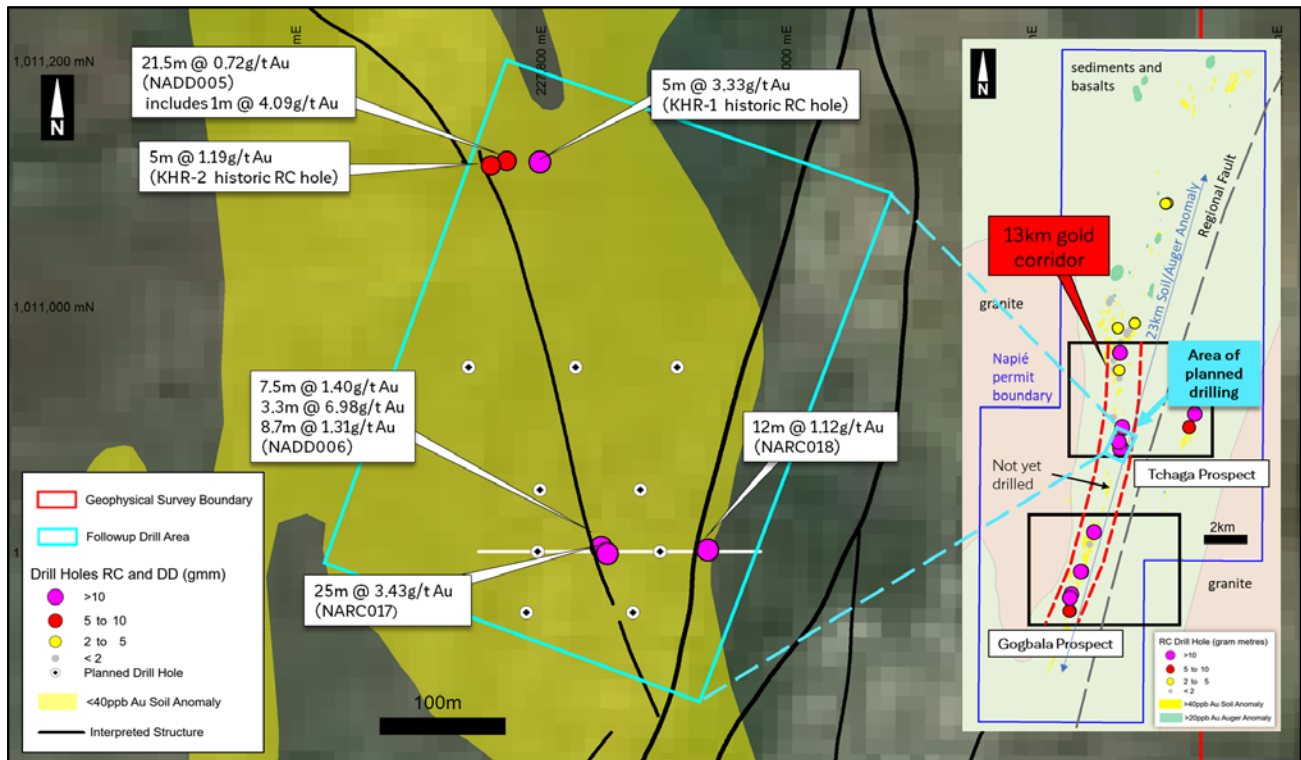 1,011,200 mN
mE
227,800 mE
000 mE
mE
mE
N
21.5m @ 0.72g/t Au
(NADD005)
includes 1m @ 4.09g/t Au
5m @ 3.33g/t Au
(KHR-1 historic RC hole)
5m @ 1.19g/t Au
(KHR-2 historic RC hole)
1,011,000 mN
7.5m @ 1.40g/t Au
3.3m @ 6.98g/t Au
8.7m @ 1.31g/t Au
(NADD006)
12m @ 1.12g/t Au
(NARC018)
25m @ 3.43g/t Au
(NARC017)
100m
Geophysical Survey Boundary
Followup Drill Area
Drill Holes RC and DD (gmm)
>10
5 to 10
2 to 5
< 2
Planned Drill Hole
<40ppb Au Soil Anomaly
Interpreted Structure
N
sediments and
basalts
Regional Fault
23km Soil/Auger Anomaly
13km gold
corridor
granite
Napié
permit
boundary
Area of
planned
drilling
Not yet
drilled
Tchaga Prospect
2km
granite
Gogbala Prospect
RC Drill Hole (gram metres)
>10
5 to 10
2 to 5
< 2
>40ppb Au Soil Anomaly
>20ppb Au Auger Anomaly